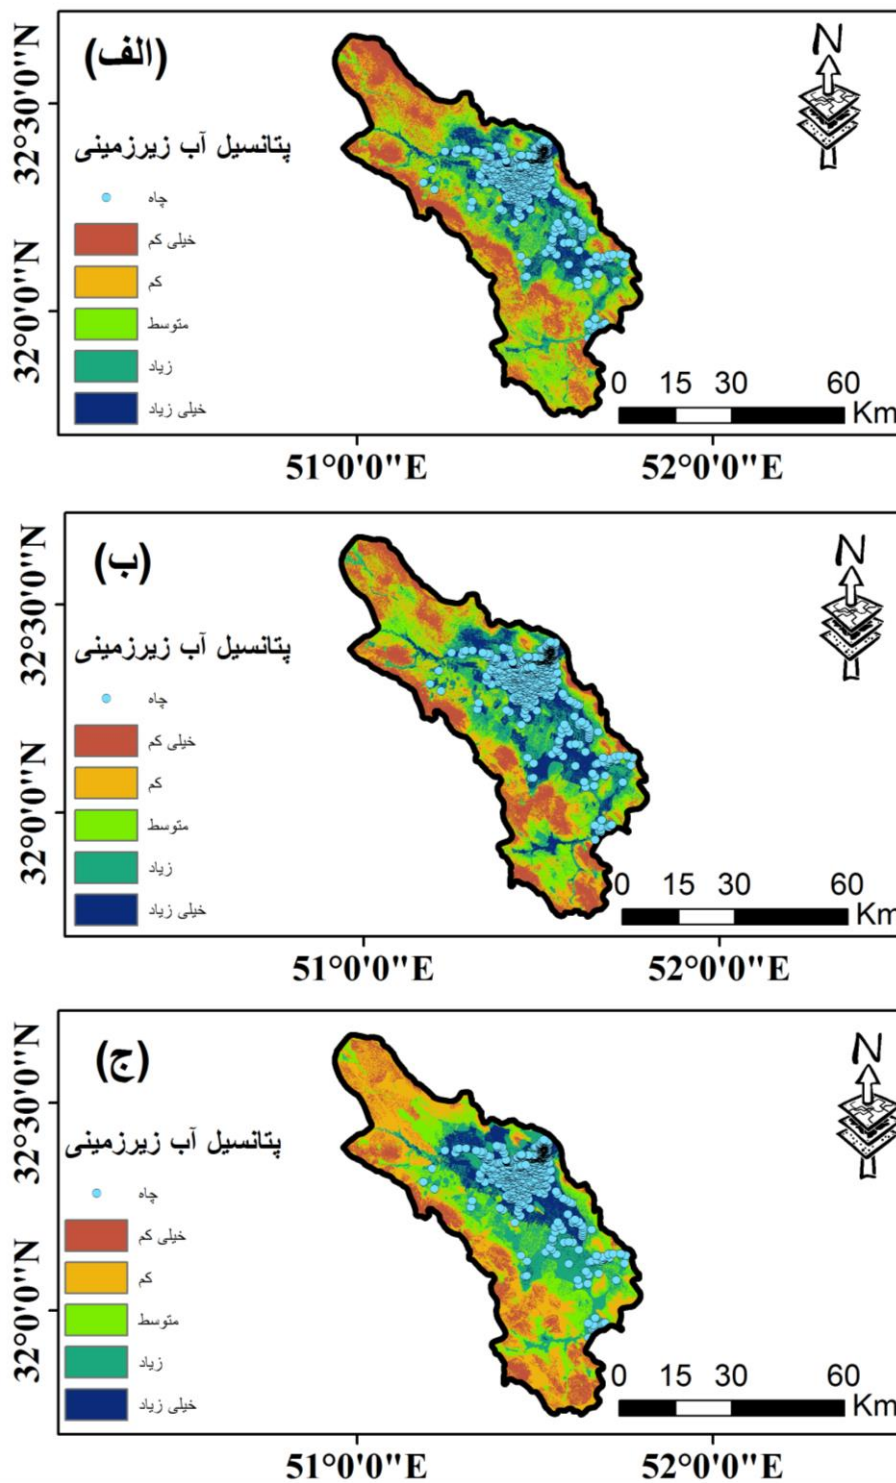 (الف)
N
32°30'0"N
پتانسیل آب زیرزمینی
چاه
خیلی کم
کم
متوسط
زیاد
خیلی زیاد
32°0'0"N
0 15 30 60
Km
51°0'0"E 52°0'0"E
(ب)
N
32°30'0"N
پتانسیل آب زیرزمینی
چاه
خیلی کم
کم
متوسط
زیاد
خیلی زیاد
32°0'0"N
0 15 30 60
Km
51°0'0"E 52°0'0"E
(ج)
N
32°30'0"N
پتانسیل آب زیرزمینی
چاه
خیلی کم
کم
متوسط
زیاد
خیلی زیاد
32°0'0"N
0 15 30 60
Km
51°0'0"E 52°0'0"E